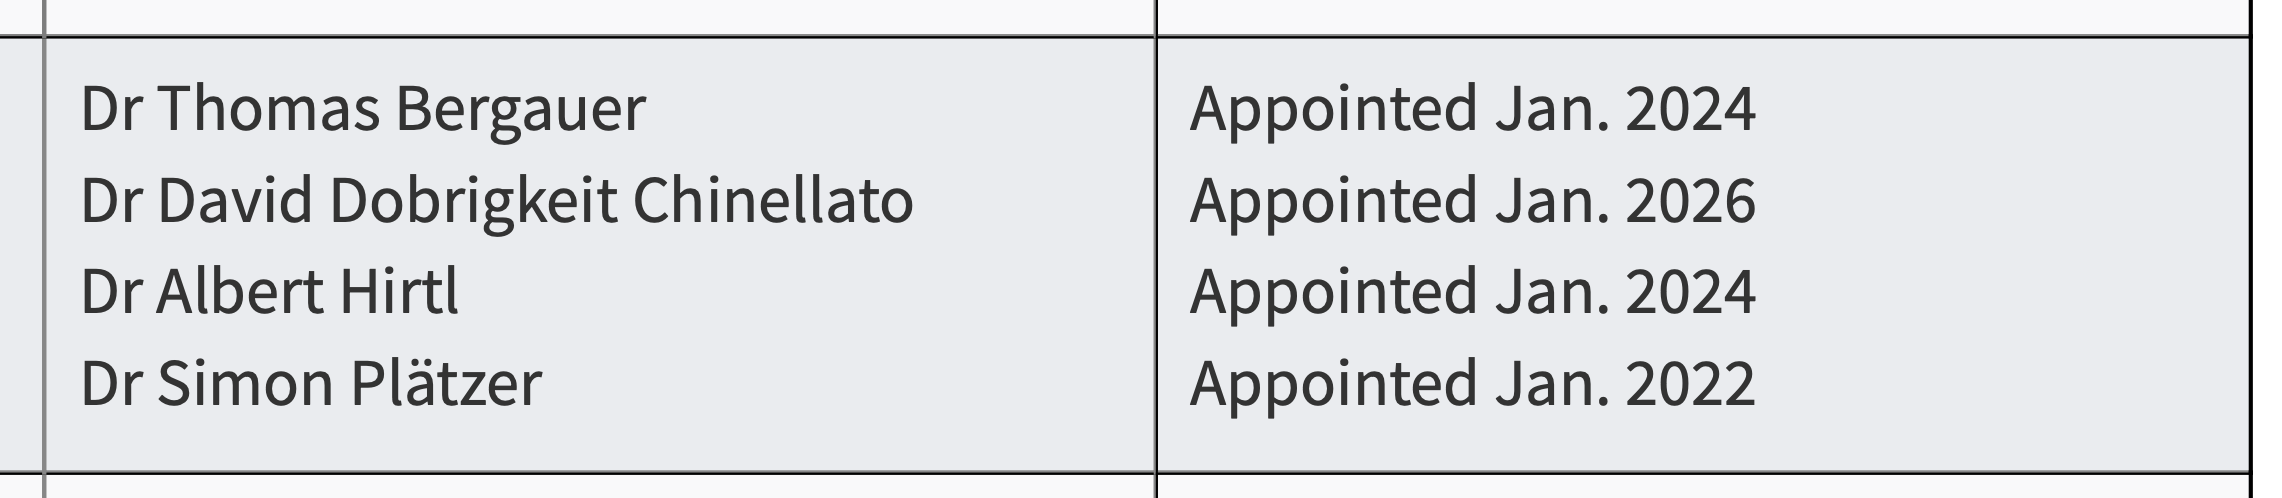 Dr Thomas Bergauer Appointed Jan. 2024
Dr David Dobrigkeit Chinellato Appointed Jan. 2026
Dr Albert Hirtl Appointed Jan. 2024
Dr Simon Plätzer Appointed Jan. 2022